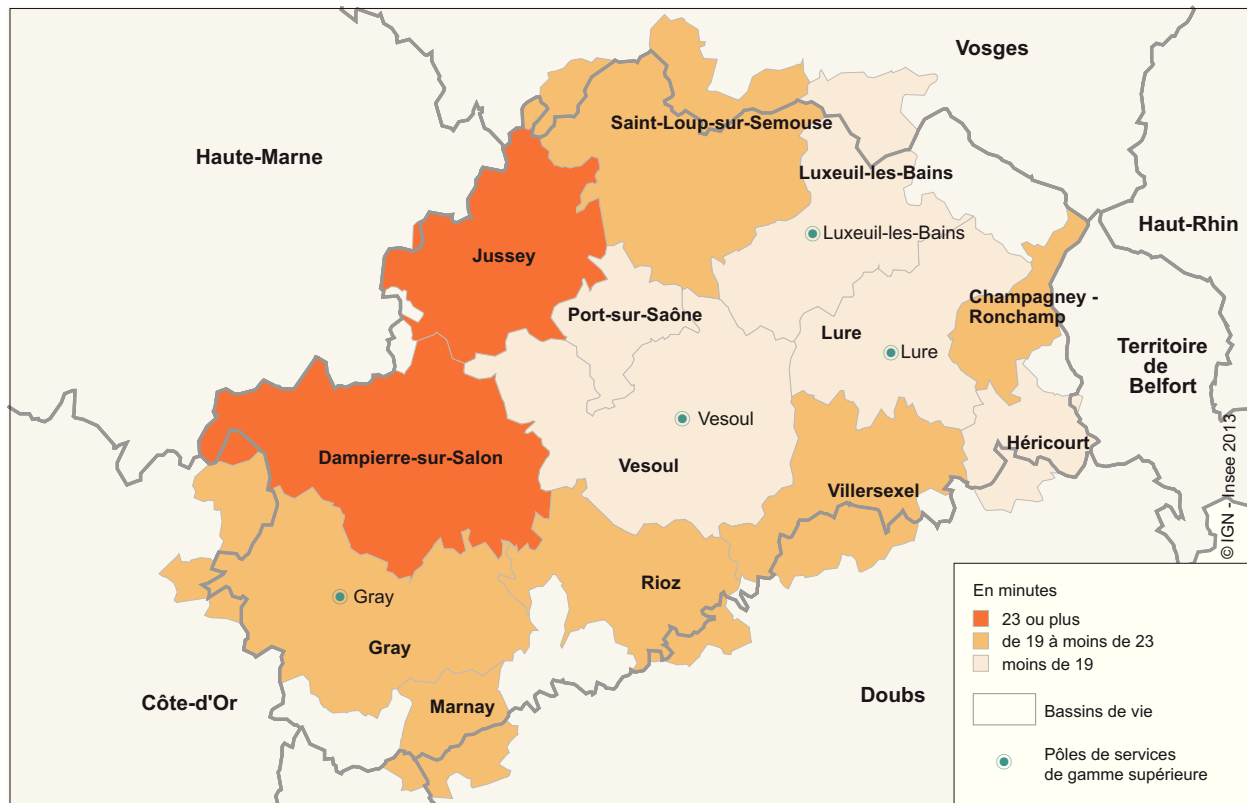 Vosges
Saint-Loup-sur-Semouse
Haute-Marne
Luxeuil-les-Bains
Haut-Rhin
Luxeuil-les-Bains
Jussey
Champagney -
Ronchamp
Port-sur-Saône
Lure
Lure
Territoire
de
Belfort
Vesoul
Héricourt
Dampierre-sur-Salon
Vesoul
Villersexel
© IGN - Insee 2013
Rioz
Gray
Gray
Marnay
Côte-d'Or
Doubs
En minutes
23 ou plus
de 19 à moins de 23
moins de 19
Bassins de vie
Pôles de services
de gamme supérieure